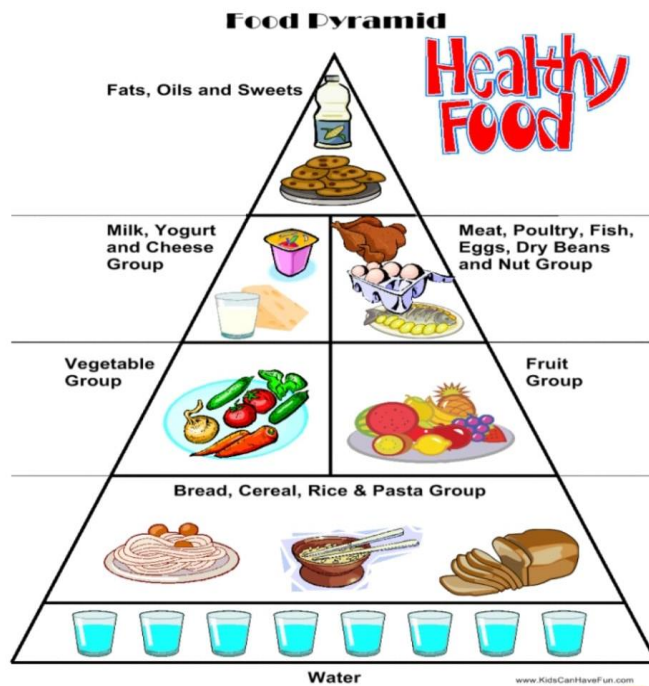 Food Pyramid
Healthy
Food
Fats, Oils and Sweets
Milk, Yogurt
and Cheese
Group
Meat, Poultry, Fish,
Eggs, Dry Beans
and Nut Group
Vegetable
Group
Fruit
Group
Bread, Cereal, Rice & Pasta Group
Water
www.KidsCanHaveFun.com